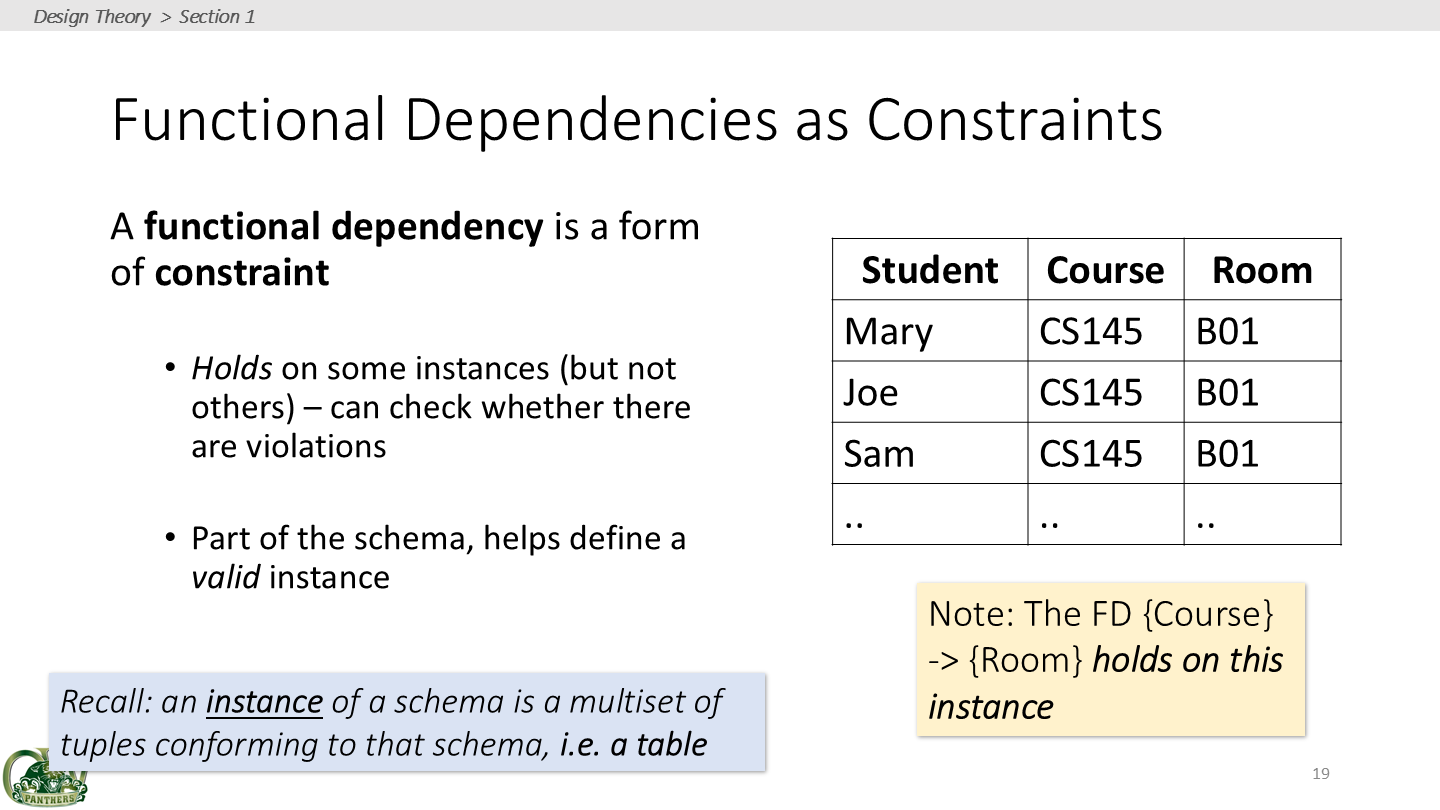 Design Theory > Section 1
Functional Dependencies as Constraints
A functional dependency is a form
of constraint
• Holds on some instances (but not
others) – can check whether there
are violations
• Part of the schema, helps define a
valid instance
Student Course Room
Mary CS145 B01
Joe CS145 B01
Sam CS145 B01
.. .. ..
Note: The FD {Course}
-> {Room} holds on this
instance
Recall: an instance of a schema is a multiset of
tuples conforming to that schema, i.e. a table
PANTHERS
19